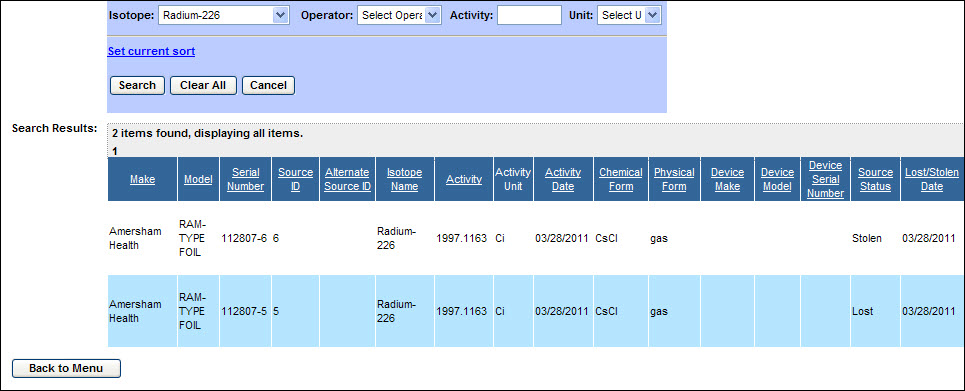 Isotope: Radium-226 Operator: Select Opera Activity: Unit: Select U
Set current sort
Search Clear All Cancel
Search Results:
2 items found, displaying all items.
1
Make Model Serial Number Source ID Alternate Source ID Isotope Name Activity Activity Unit Activity Date Chemical Form Physical Form Device Make Device Model Device Serial Number Source Status Lost/Stolen Date
Amersham Health RAM-TYPE FOIL 112807-6 6 Radium-226 1997.1163 Ci 03/28/2011 CsCl gas Stolen 03/28/2011
Amersham Health RAM-TYPE FOIL 112807-5 5 Radium-226 1997.1163 Ci 03/28/2011 CsCl gas Lost 03/28/2011
Back to Menu